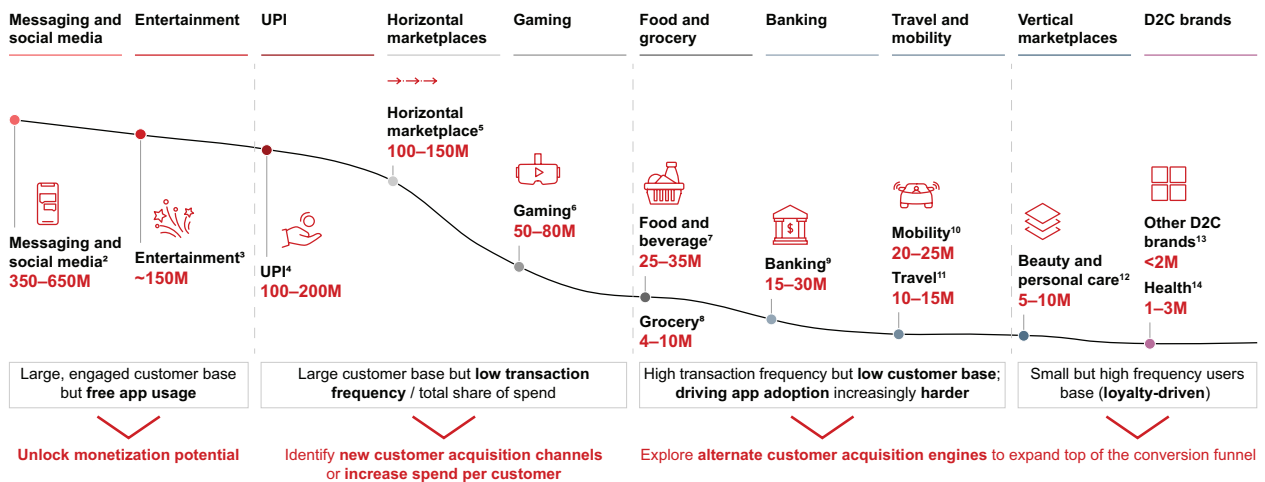 Messaging and
social media
Entertainment
UPI
Horizontal
marketplaces
Gaming
Food and
grocery
Banking
Travel and
mobility
Vertical
marketplaces
D2C brands
Messaging and
social media²
350–650M
Entertainment³
~150M
UPI⁴
100–200M
Horizontal
marketplace⁵
100–150M
Gaming⁶
50–80M
Food and
beverage⁷
25–35M
Grocery⁸
4–10M
Banking⁹
15–30M
Mobility¹⁰
20–25M
Travel¹¹
10–15M
Beauty and
personal care¹²
5–10M
Other D2C
brands¹³
<2M
Health¹⁴
1–3M
Large, engaged customer base
but free app usage
Large customer base but low transaction
frequency / total share of spend
High transaction frequency but low customer base;
driving app adoption increasingly harder
Small but high frequency users
base (loyalty-driven)
Unlock monetization potential
Identify new customer acquisition channels
or increase spend per customer
Explore alternate customer acquisition engines to expand top of the conversion funnel